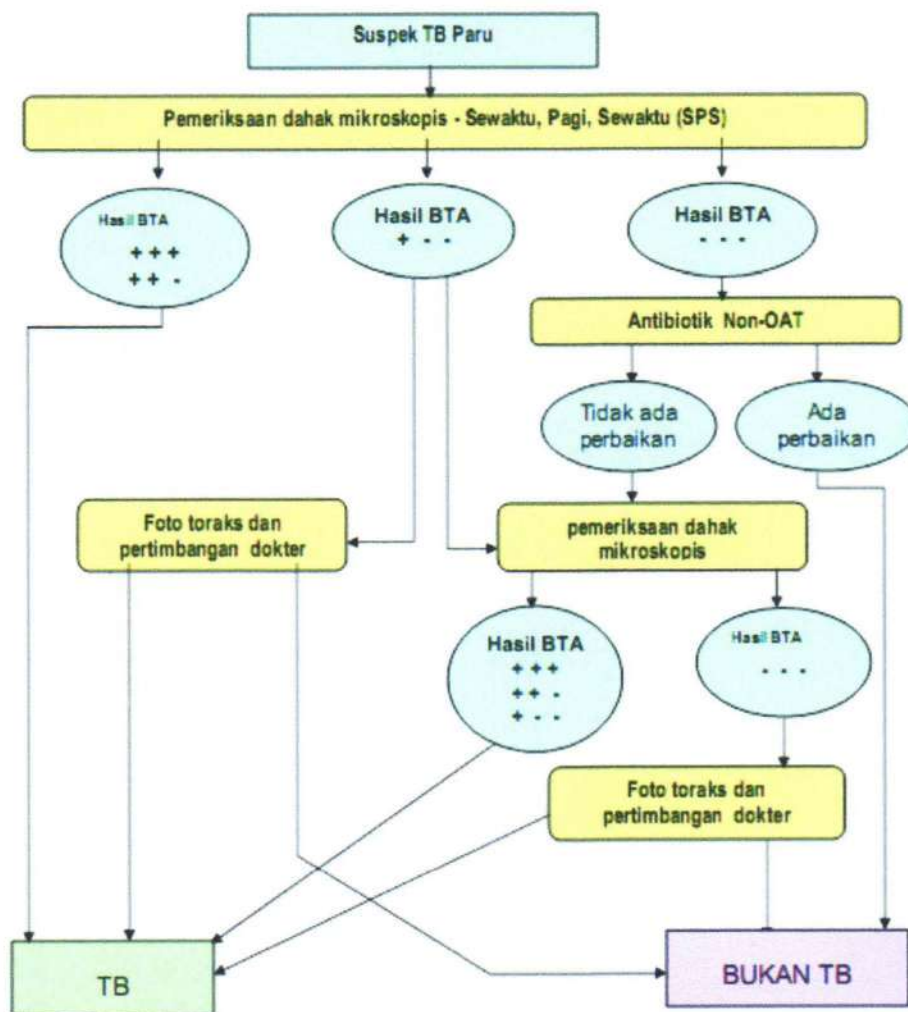 Suspek TB Paru
Pemeriksaan dahak mikroskopis - Sewaktu, Pagi, Sewaktu (SPS)
Hasil BTA
+ + +
+ + -
Hasil BTA
+ - -
Hasil BTA
- - -
Antibiotik Non-OAT
Tidak ada
perbaikan
Ada
perbaikan
Foto toraks dan
pertimbangan dokter
pemeriksaan dahak
mikroskopis
Hasil BTA
+ + +
+ + -
+ - -
Hasil BTA
- - -
Foto toraks dan
pertimbangan dokter
TB
BUKAN TB